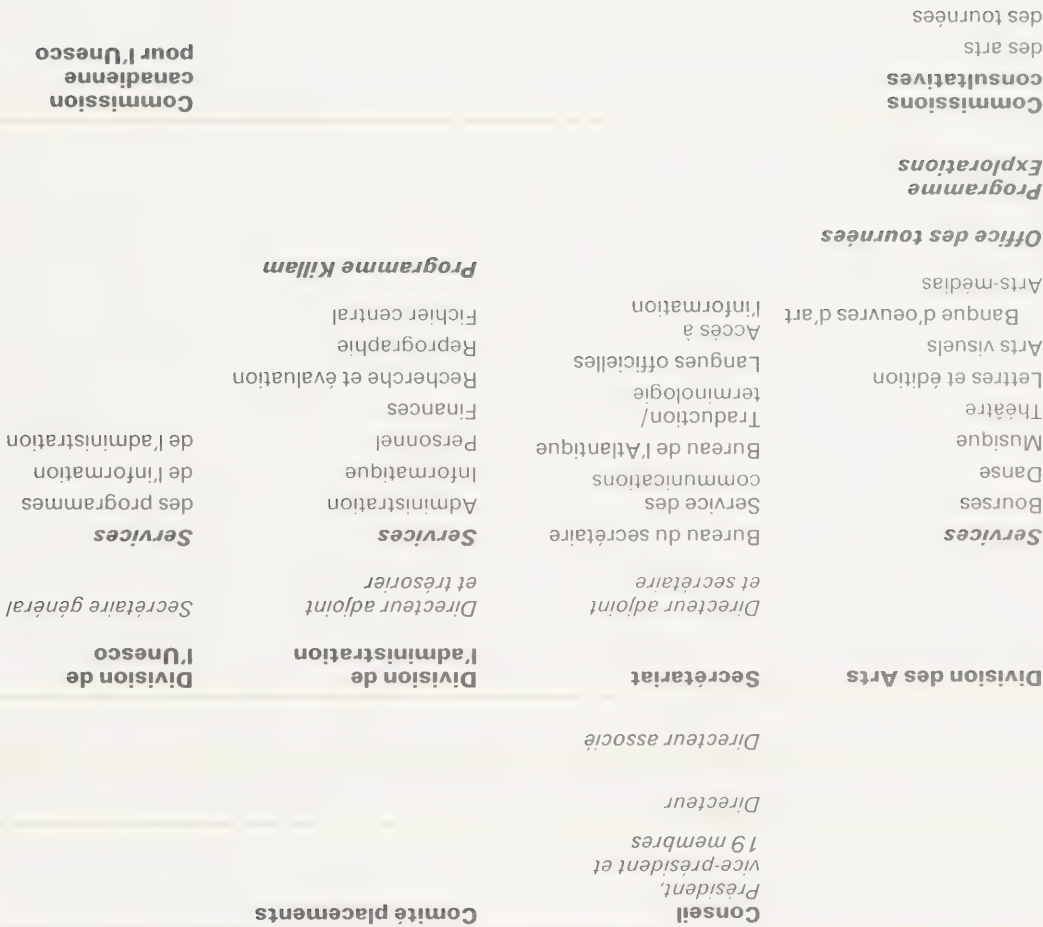 Conseil
Président,
vice-président et
19 membres
Comité placements
Directeur
Directeur associé
Division des Arts
Services
Bourses
Danse
Musique
Théâtre
Lettres et édition
Arts visuels
Banque d'oeuvres d'art
Arts-médias
Office des tournées
Programme
Explorations
Commissions
consultatives
des arts
des tournées
Secrétariat
Directeur adjoint
et secrétaire
Bureau du secrétaire
Service des
communications
Bureau de l'Atlantique
Traduction/
terminologie
Langues officielles
Accès à
l'information
Division de
l'administration
Directeur adjoint
et trésorier
Services
Administration
Informatique
Personnel
Finances
Recherche et évaluation
Reprographie
Fichier central
Programme Killam
Division de
l'Unesco
Secrétaire général
Services
des programmes
de l'information
de l'administration
Commission
canadienne
pour l'Unesco